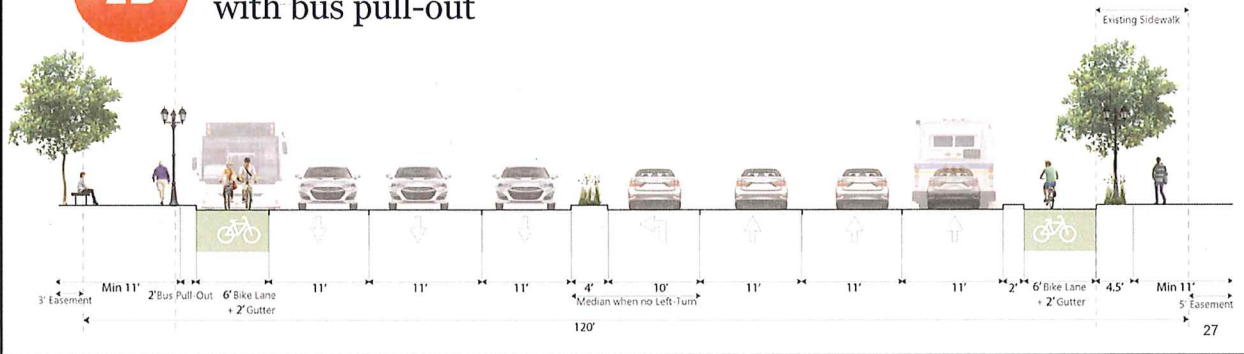 2B
with bus pull-out
Existing Sidewalk
3' Easement
Min 11'
2' Bus Pull-Out
6' Bike Lane
+ 2' Gutter
11'
11'
11'
4'
10'
Median when no Left-Turn
11'
11'
11'
2'
6' Bike Lane
+ 2' Gutter
4.5'
Min 11'
5' Easement
120'
27